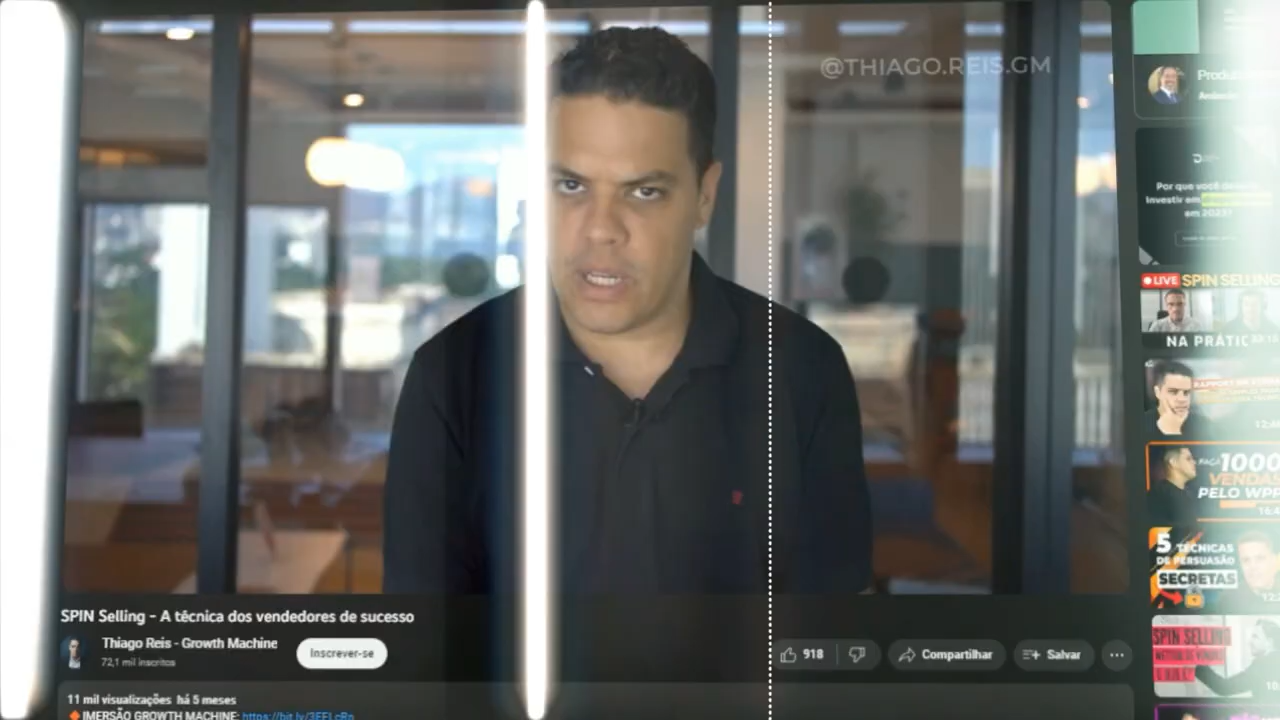 @THIAGO.REIS.GM
SPIN Selling - A técnica dos vendedores de sucesso
Thiago Reis - Growth Machine
72,1 mil inscritos
Inscrever-se
918
Compartilhar
Salvar
11 mil visualizações há 5 meses
IMERSÃO GROWTH MACHINE:
Por que você
Investir em
em 2023?
LIVE SPIN SELLING
NA PRÁTIC
FAÇA 1000
VENDAS
PELO WPP
5 TÉCNICAS
DE PERSUASÃO
SECRETAS
SPIN SELLING